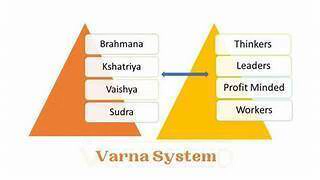 Brahmana
Kshatriya
Vaishya
Sudra
Thinkers
Leaders
Profit Minded
Workers
Varna System